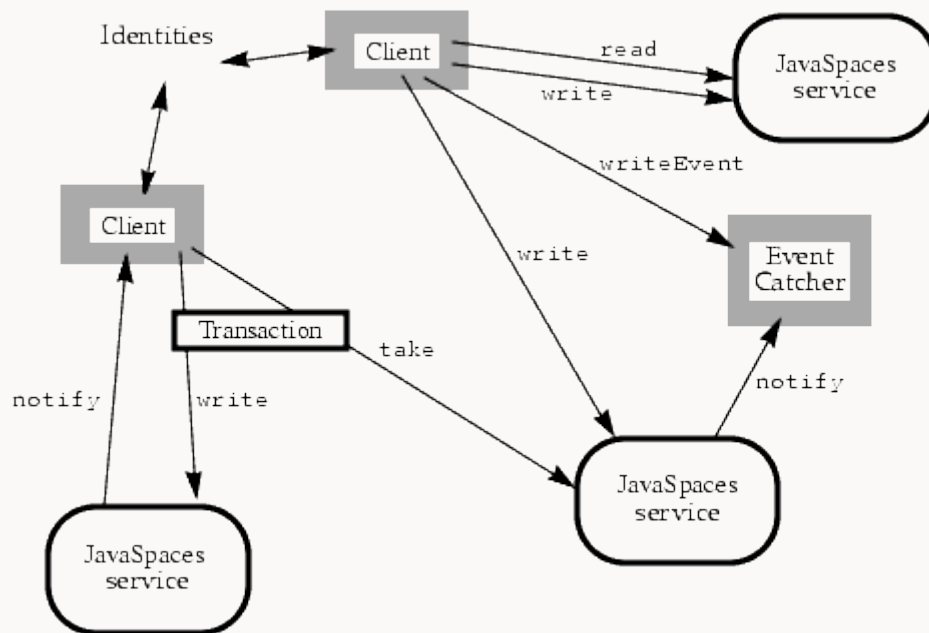 Identities
Client
read
write
JavaSpaces
service
writeEvent
Client
write
Event
Catcher
Transaction
take
notify
write
notify
JavaSpaces
service
JavaSpaces
service